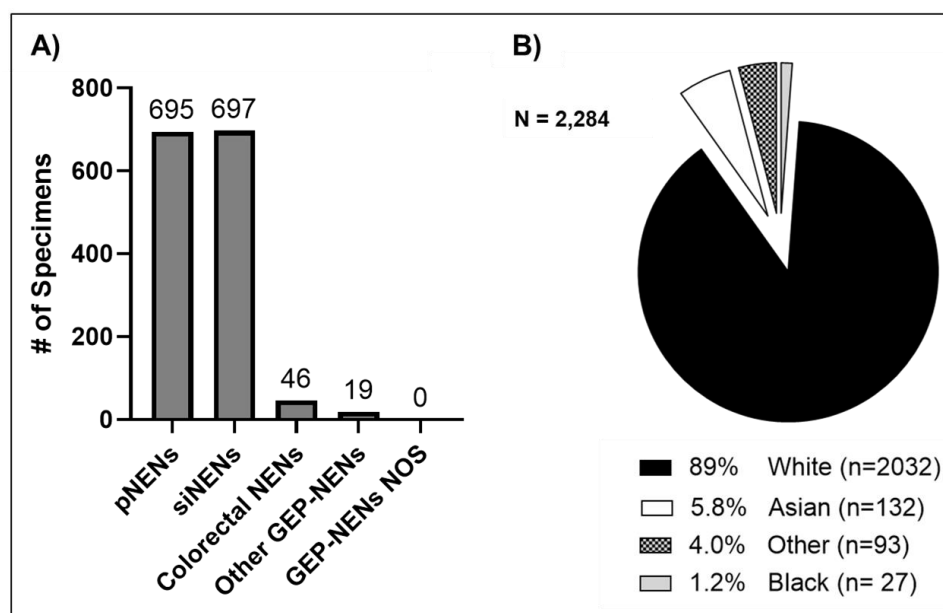 A)
# of Specimens
800
600
400
200
0
695
697
46
19
0
pNENs
siNENs
Colorectal NENs
Other GEP-NENs
GEP-NENs NOS
B)
N = 2,284
89% White (n=2032)
5.8% Asian (n=132)
4.0% Other (n=93)
1.2% Black (n= 27)